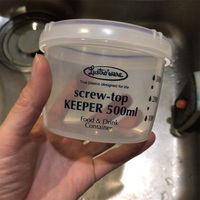 Lustroware
screw-top
KEEPER 500ml
Food & Drink
Container